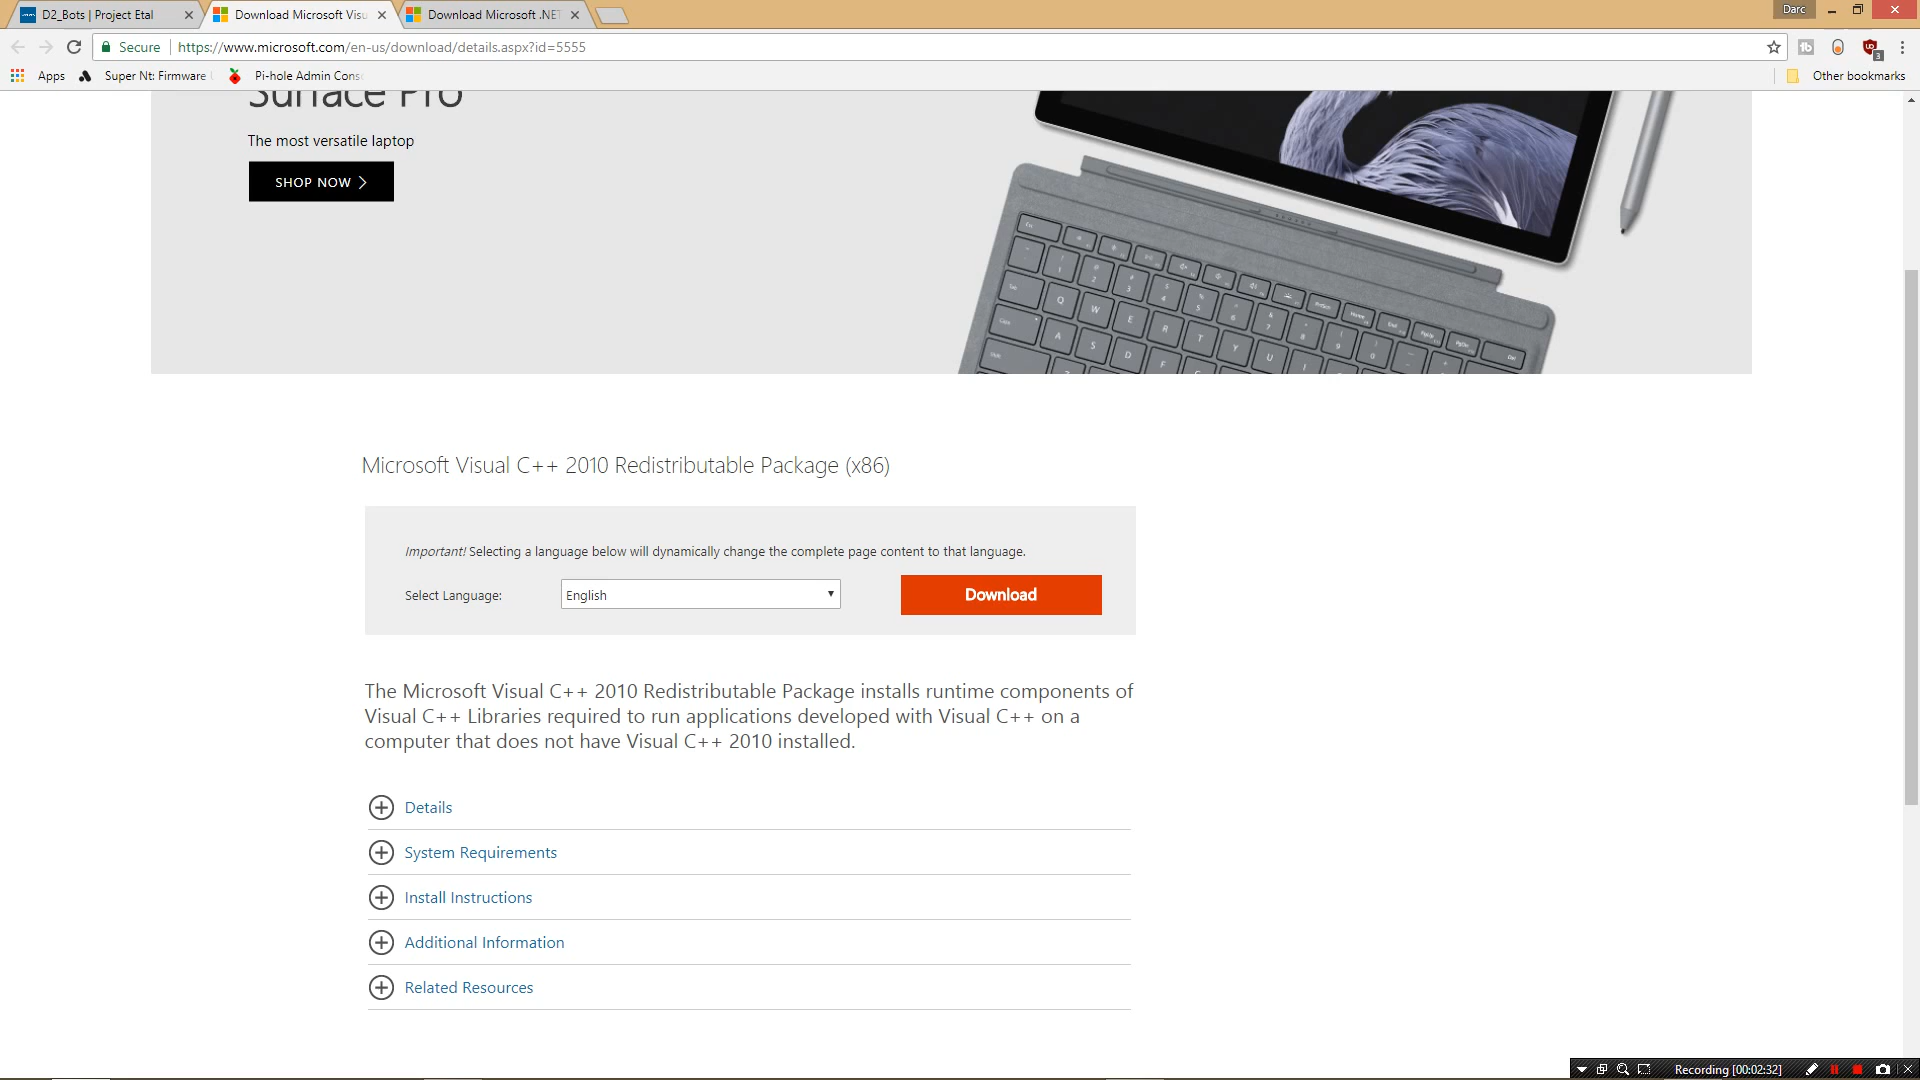 D2_Bots | Project Etal
Download Microsoft Visu
Download Microsoft .NET
Darc
Secure
https://www.microsoft.com/en-us/download/details.aspx?id=5555
Apps
Super Nt: Firmware
Pi-hole Admin Cons
Other bookmarks
Surface Pro
The most versatile laptop
SHOP NOW
Q W E R T Y U
A S D F
Microsoft Visual C++ 2010 Redistributable Package (x86)
Important! Selecting a language below will dynamically change the complete page content to that language.
Select Language:
English
Download
The Microsoft Visual C++ 2010 Redistributable Package installs runtime components of
Visual C++ Libraries required to run applications developed with Visual C++ on a
computer that does not have Visual C++ 2010 installed.
Details
System Requirements
Install Instructions
Additional Information
Related Resources
Recording [00:02:32]